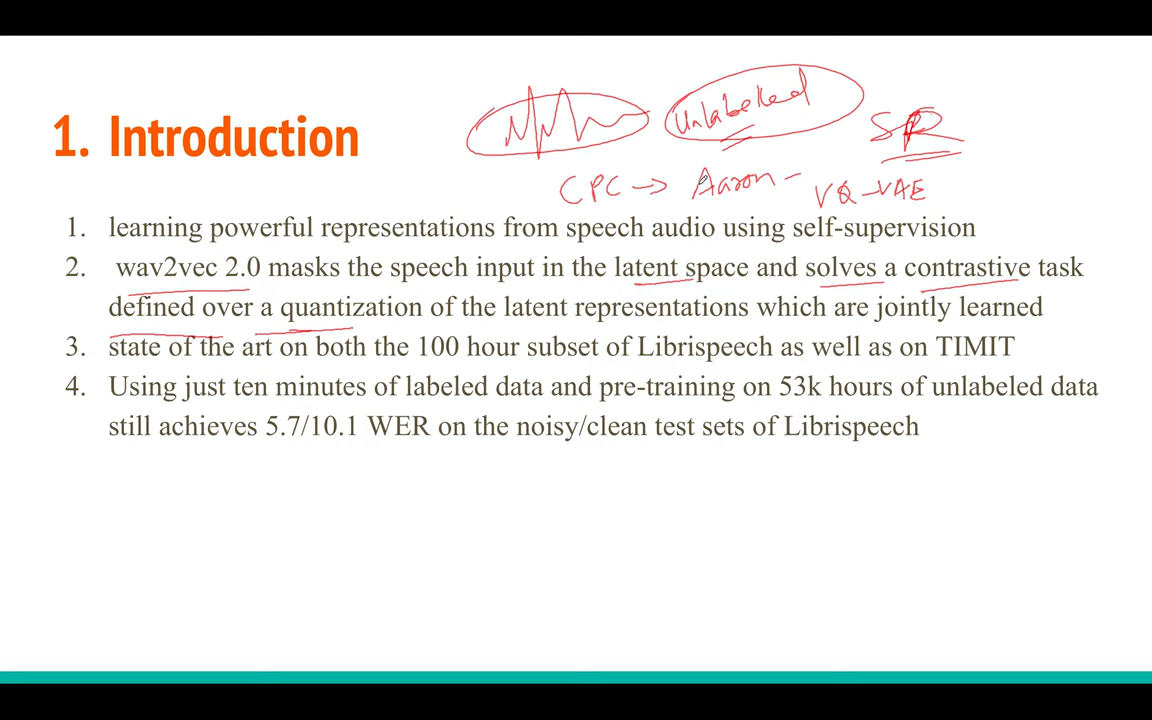 Unlabelled
SR
1. Introduction
CPC → Aaron - VQ-VAE
1. learning powerful representations from speech audio using self-supervision
2. wav2vec 2.0 masks the speech input in the latent space and solves a contrastive task
defined over a quantization of the latent representations which are jointly learned
3. state of the art on both the 100 hour subset of Librispeech as well as on TIMIT
4. Using just ten minutes of labeled data and pre-training on 53k hours of unlabeled data
still achieves 5.7/10.1 WER on the noisy/clean test sets of Librispeech